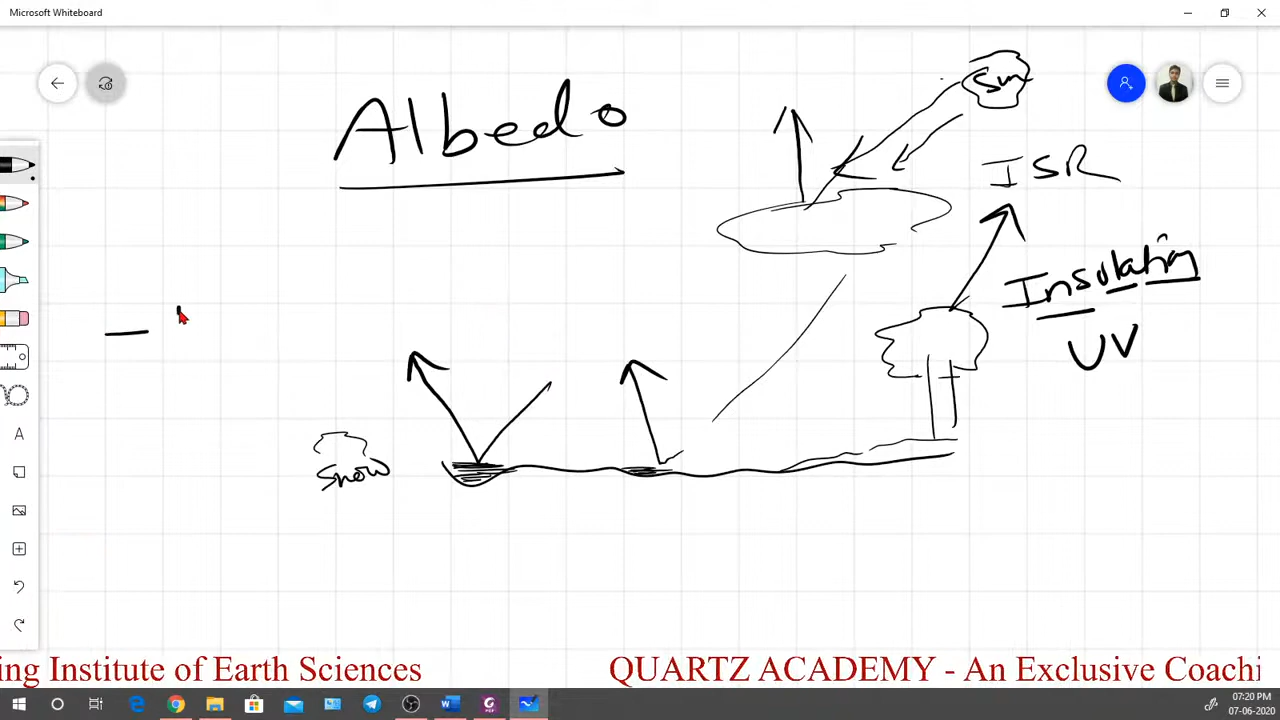 Microsoft Whiteboard
Albedo
Sun
ISR
Insulating
UV
Snow
A
ing Institute of Earth Sciences QUARTZ ACADEMY - An Exclusive Coachi
07:20 PM
07-06-2020